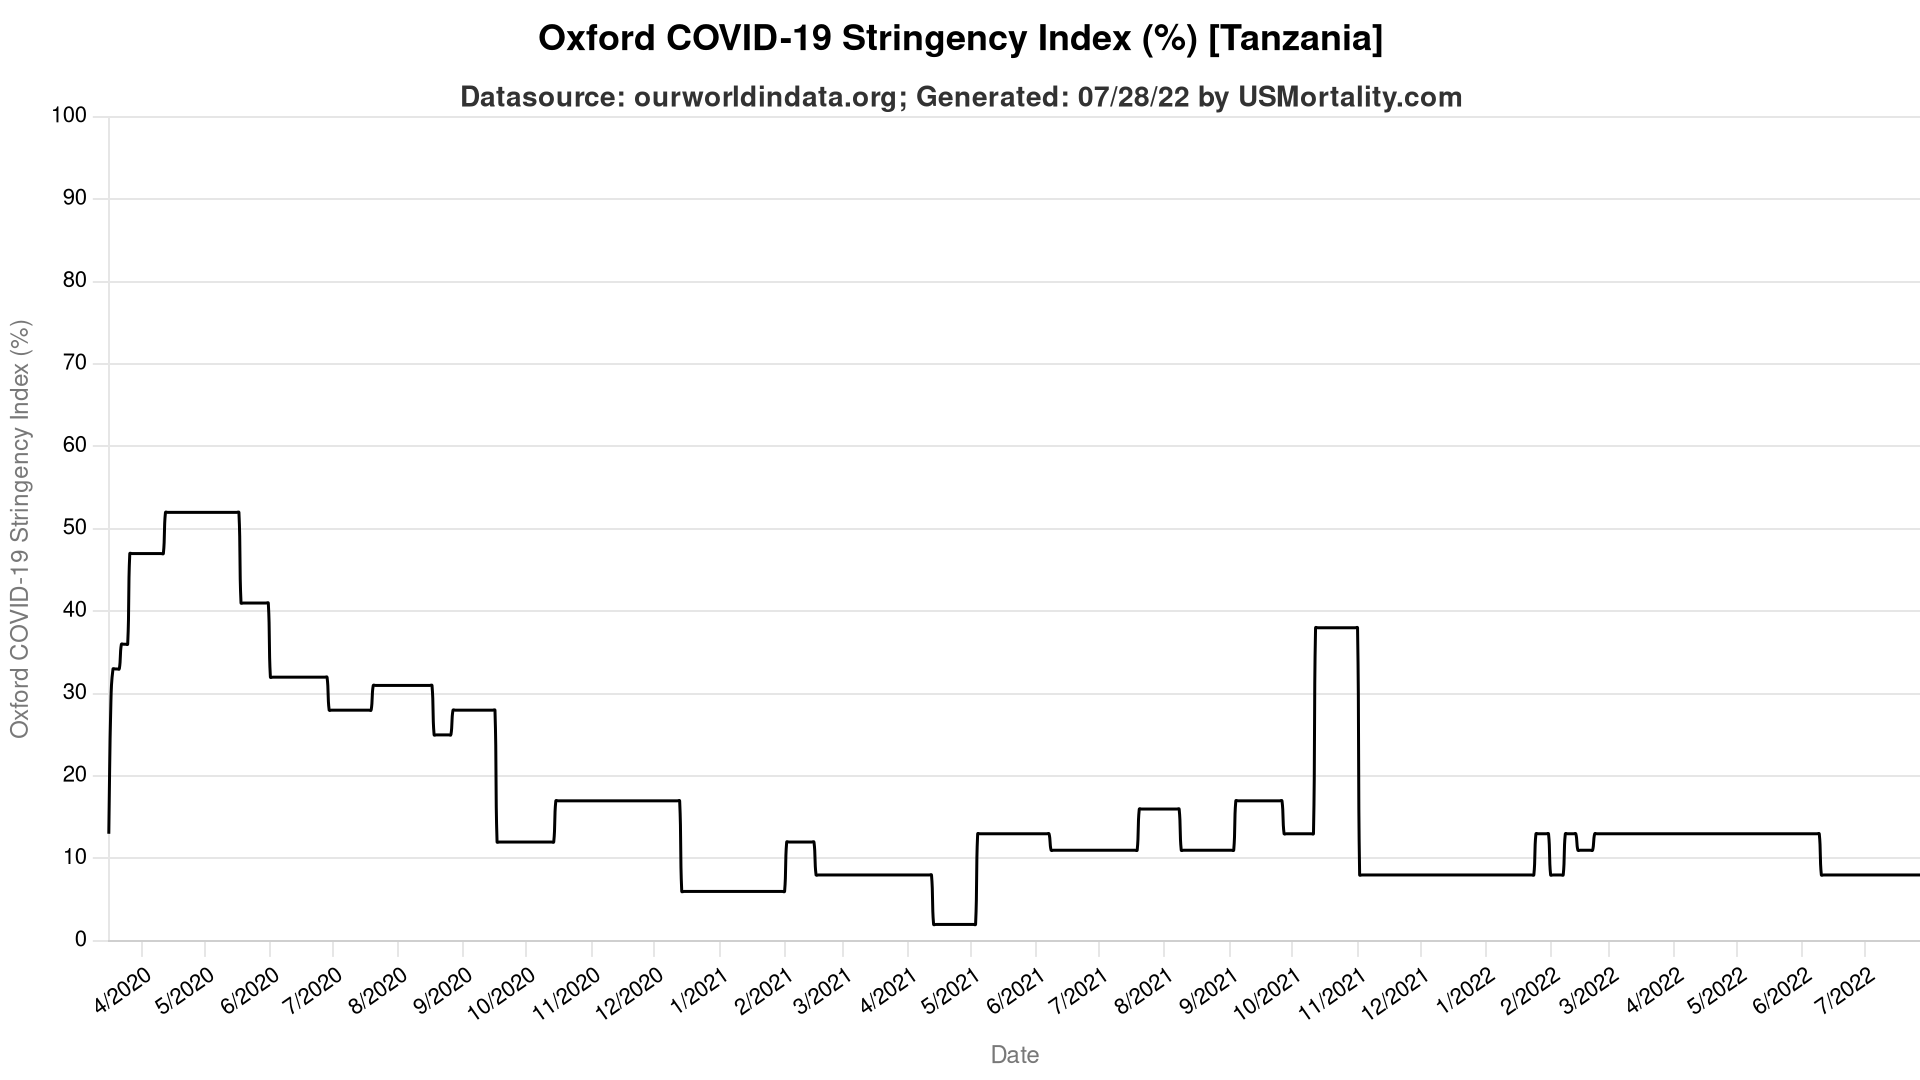 Oxford COVID-19 Stringency Index (%) [Tanzania]
Datasource: ourworldindata.org; Generated: 07/28/22 by USMortality.com
100
90
80
70
60
50
40
30
20
10
0
Oxford COVID-19 Stringency Index (%)
4/2020 5/2020 6/2020 7/2020 8/2020 9/2020 10/2020 11/2020 12/2020 1/2021 2/2021 3/2021 4/2021 5/2021 6/2021 7/2021 8/2021 9/2021 10/2021 11/2021 12/2021 1/2022 2/2022 3/2022 4/2022 5/2022 6/2022 7/2022
Date